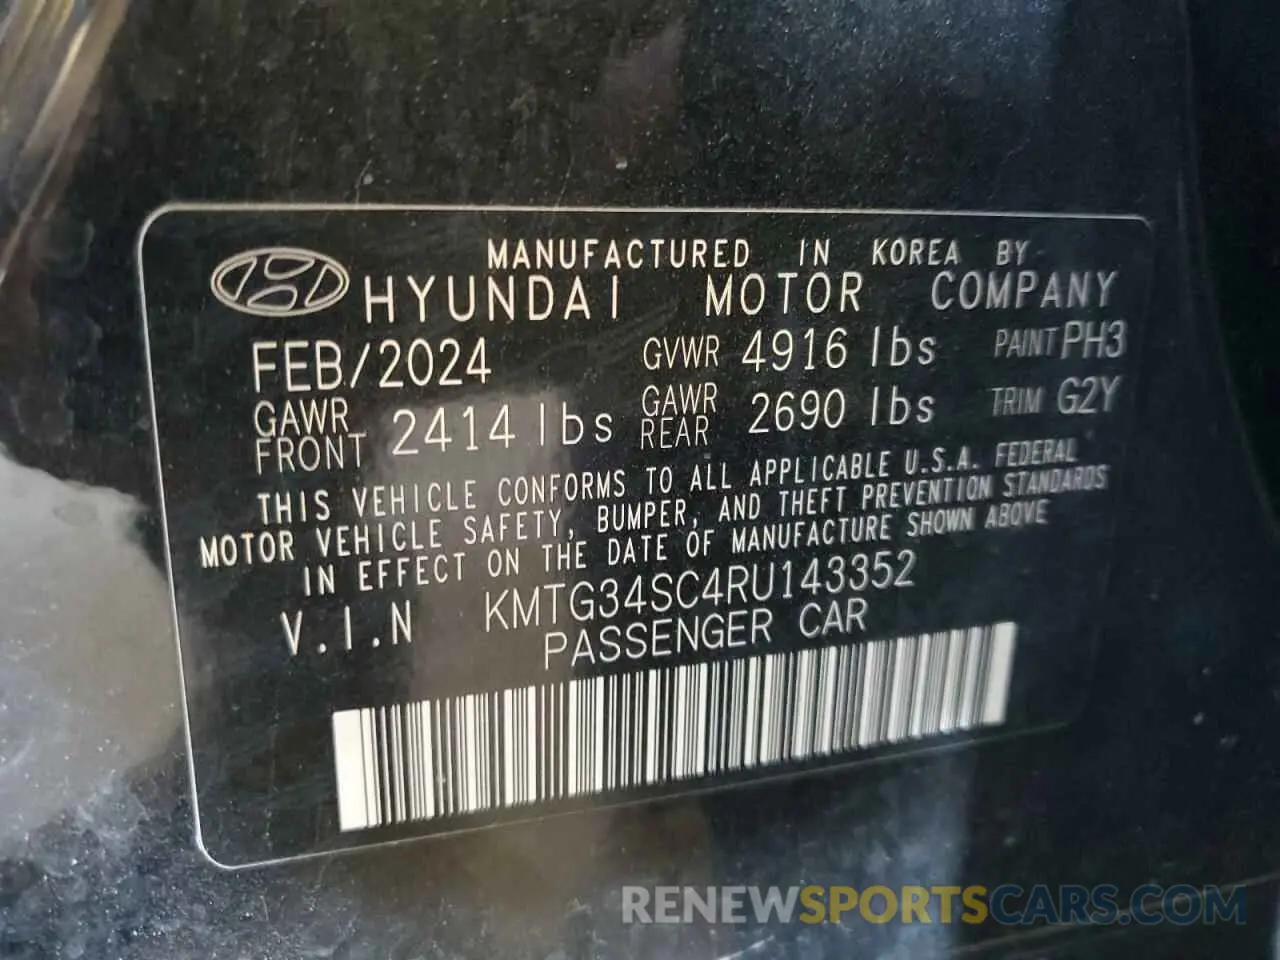 MANUFACTURED IN KOREA BY
HYUNDAI MOTOR COMPANY
FEB/2024 GVWR 4916 lbs PAINT PH3
GAWR FRONT 2414 lbs GAWR REAR 2690 lbs TRIM G2Y
THIS VEHICLE CONFORMS TO ALL APPLICABLE U.S.A. FEDERAL
MOTOR VEHICLE SAFETY, BUMPER, AND THEFT PREVENTION STANDARDS
IN EFFECT ON THE DATE OF MANUFACTURE SHOWN ABOVE
V.I.N KMTG34SC4RU143352
PASSENGER CAR
RENEWSPORTSCARS.COM